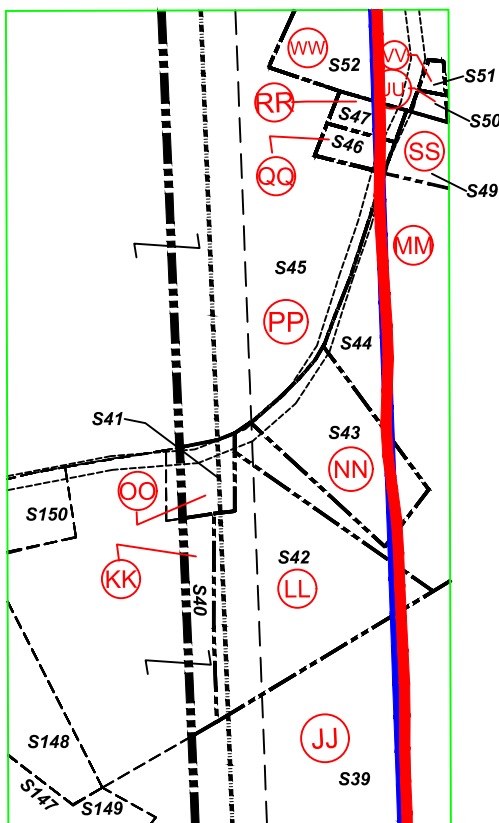 WW
S52
VV
S51
RR
S47
UU
S50
S46
SS
QQ
S49
MM
S45
PP
S44
S41
S43
NN
OO
S150
S42
KK
S40
LL
S148
JJ
S39
S147
S149